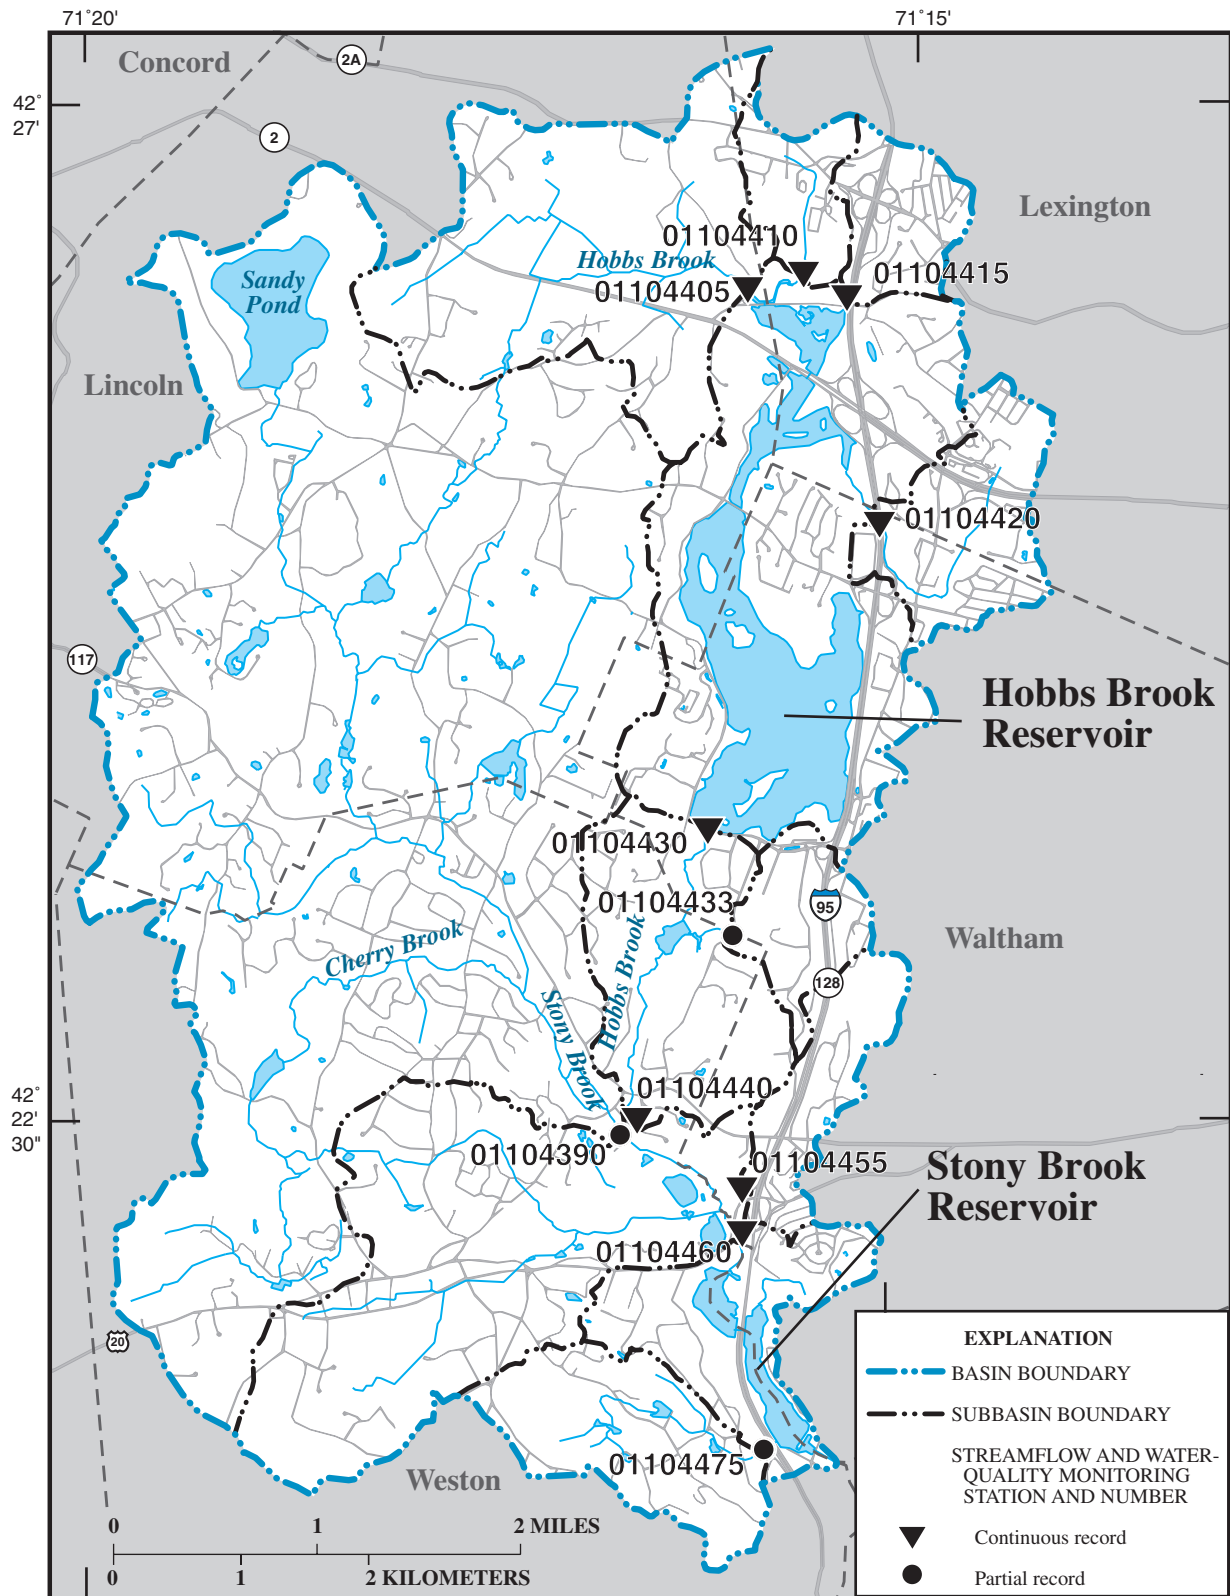 71°20'
71°15'
Concord
2A
42°
27'
2
Lexington
01104410
Hobbs Brook
01104415
01104405
Sandy
Pond
Lincoln
01104420
117
Hobbs Brook
Reservoir
01104430
01104433
95
Waltham
Cherry Brook
128
Stony Brook
Hobbs Brook
01104440
42°
22'
30"
01104390
01104455
Stony Brook
Reservoir
01104460
20
EXPLANATION
BASIN BOUNDARY
SUBBASIN BOUNDARY
STREAMFLOW AND WATER-
QUALITY MONITORING
STATION AND NUMBER
Continuous record
Partial record
01104475
Weston
0 1 2 MILES
0 1 2 KILOMETERS